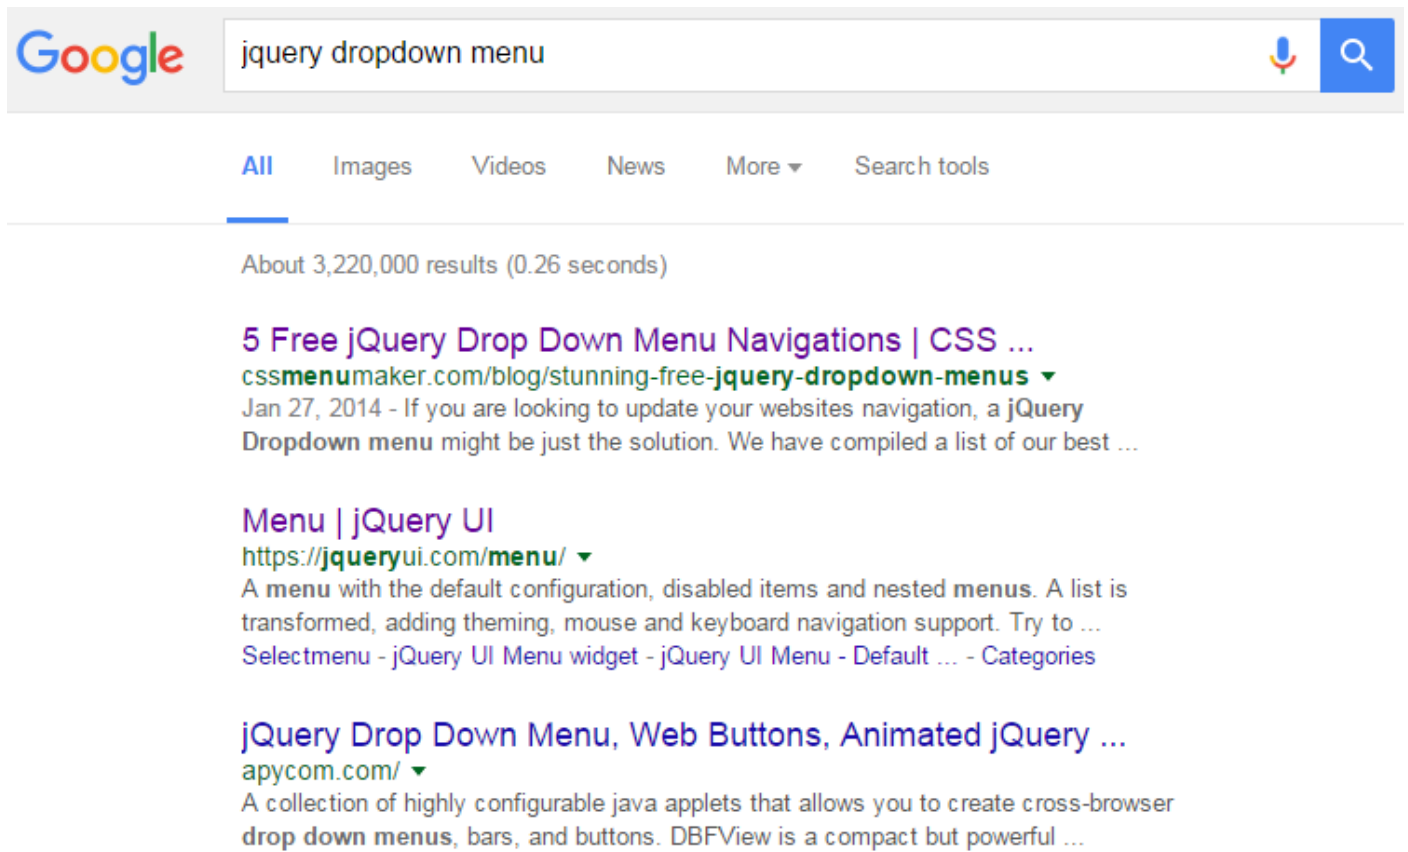 Google
jquery dropdown menu
All Images Videos News More Search tools
About 3,220,000 results (0.26 seconds)
5 Free jQuery Drop Down Menu Navigations | CSS ...
cssmenumaker.com/blog/stunning-free-jquery-dropdown-menus
Jan 27, 2014 - If you are looking to update your websites navigation, a jQuery
Dropdown menu might be just the solution. We have compiled a list of our best ...
Menu | jQuery UI
https://jqueryui.com/menu/
A menu with the default configuration, disabled items and nested menus. A list is
transformed, adding theming, mouse and keyboard navigation support. Try to ...
Selectmenu - jQuery UI Menu widget - jQuery UI Menu - Default ... - Categories
jQuery Drop Down Menu, Web Buttons, Animated jQuery ...
apycom.com/
A collection of highly configurable java applets that allows you to create cross-browser
drop down menus, bars, and buttons. DBFView is a compact but powerful ...